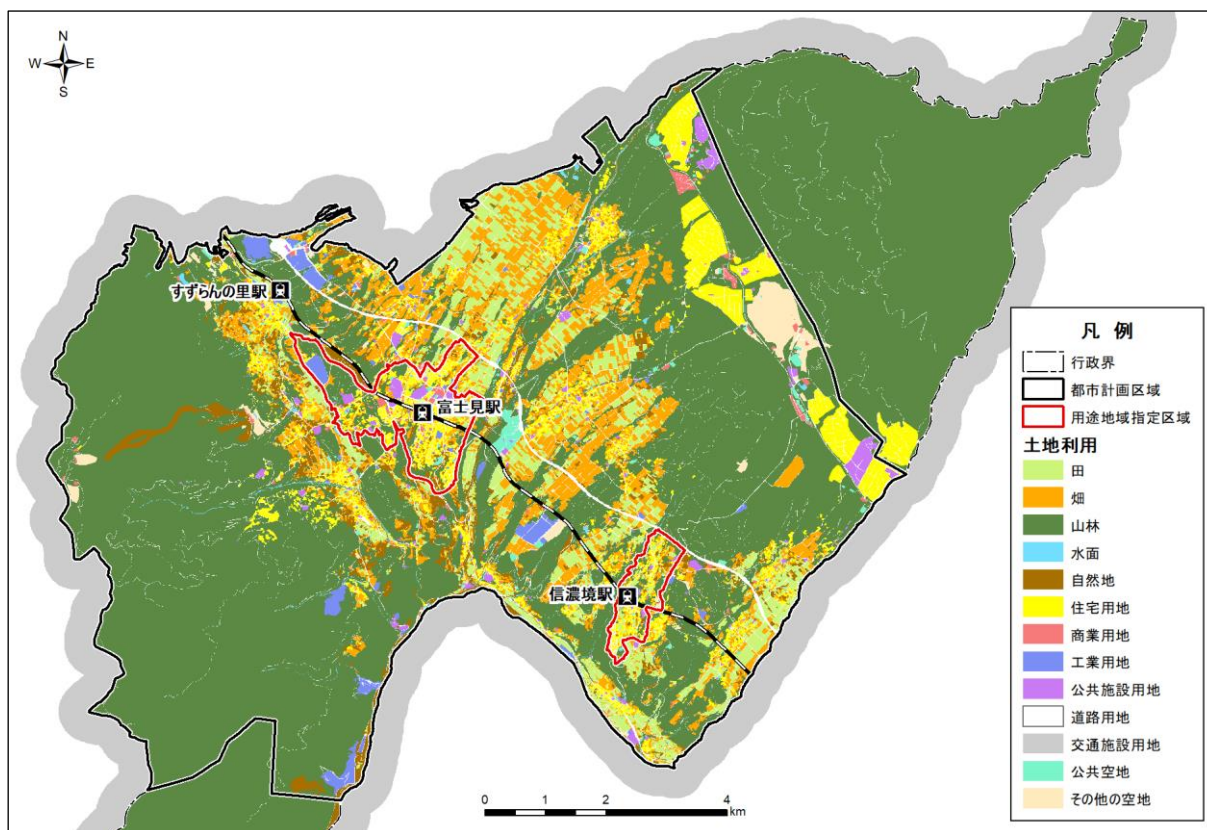 N
W E
S
すずらんの里駅
富士見駅
信濃境駅
凡 例
行政界
都市計画区域
用途地域指定区域
土地利用
田
畑
山林
水面
自然地
住宅用地
商業用地
工業用地
公共施設用地
道路用地
交通施設用地
公共空地
その他の空地
0 1 2 4
km